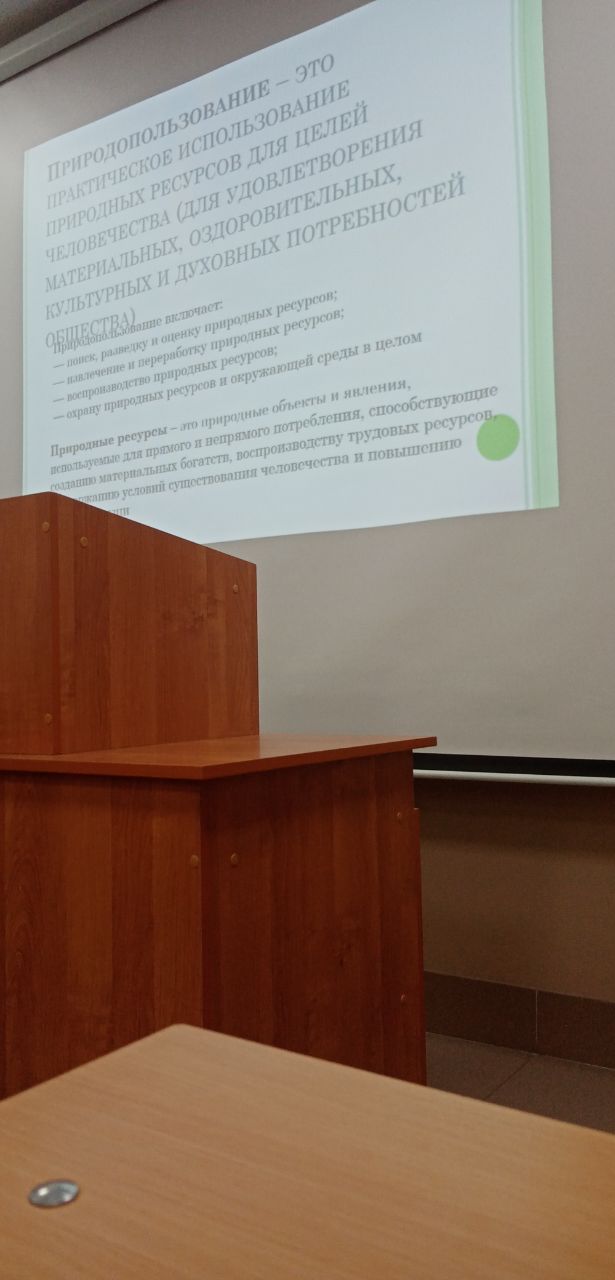 ПРИРОДОПОЛЬЗОВАНИЕ – ЭТО
ПРАКТИЧЕСКОЕ ИСПОЛЬЗОВАНИЕ
ПРИРОДНЫХ РЕСУРСОВ ДЛЯ ЦЕЛЕЙ
ЧЕЛОВЕЧЕСТВА (ДЛЯ УДОВЛЕТВОРЕНИЯ
МАТЕРИАЛЬНЫХ, ОЗДОРОВИТЕЛЬНЫХ,
КУЛЬТУРНЫХ И ДУХОВНЫХ ПОТРЕБНОСТЕЙ
ОБЩЕСТВА)
Природопользование включает:
— поиск, разведку и оценку природных ресурсов;
— извлечение и переработку природных ресурсов;
— воспроизводство природных ресурсов;
— охрану природных ресурсов и окружающей среды в целом
Природные ресурсы – это природные объекты и явления,
используемые для прямого и непрямого потребления, способствующие
созданию материальных богатств, воспроизводству трудовых ресурсов,
условий существования человечества и повышению